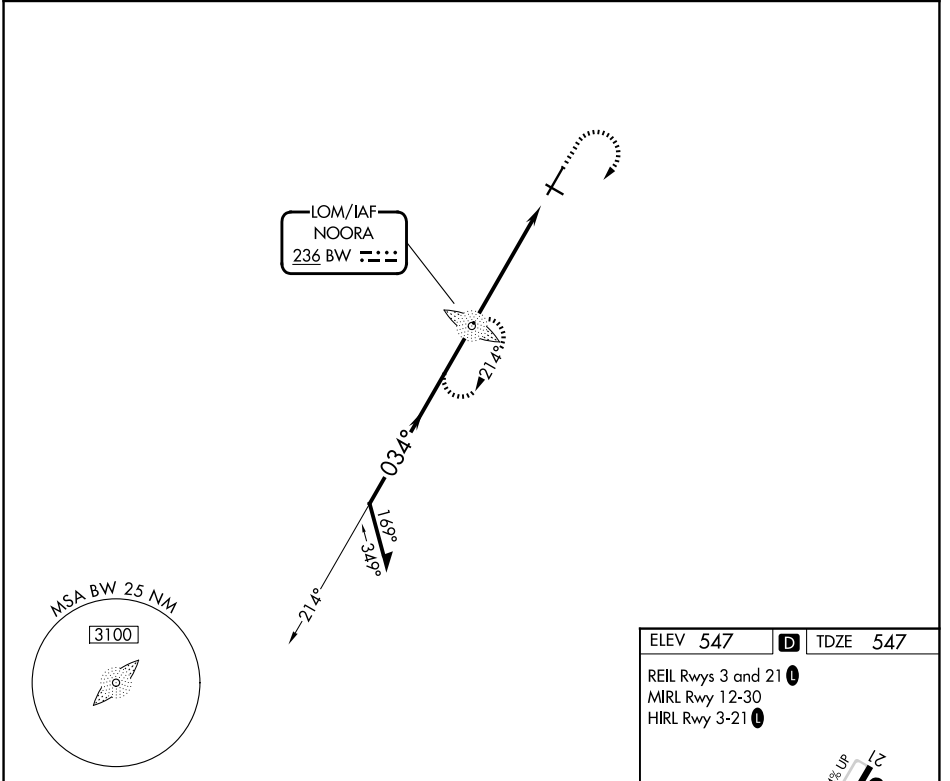 LOM/IAF
NOORA
236 BW
214°
034°
169°
349°
214°
MSA BW 25 NM
3100
ELEV 547 D TDZE 547
REIL Rwys 3 and 21 L
MIRL Rwy 12-30
HIRL Rwy 3-21 L
% UP
21